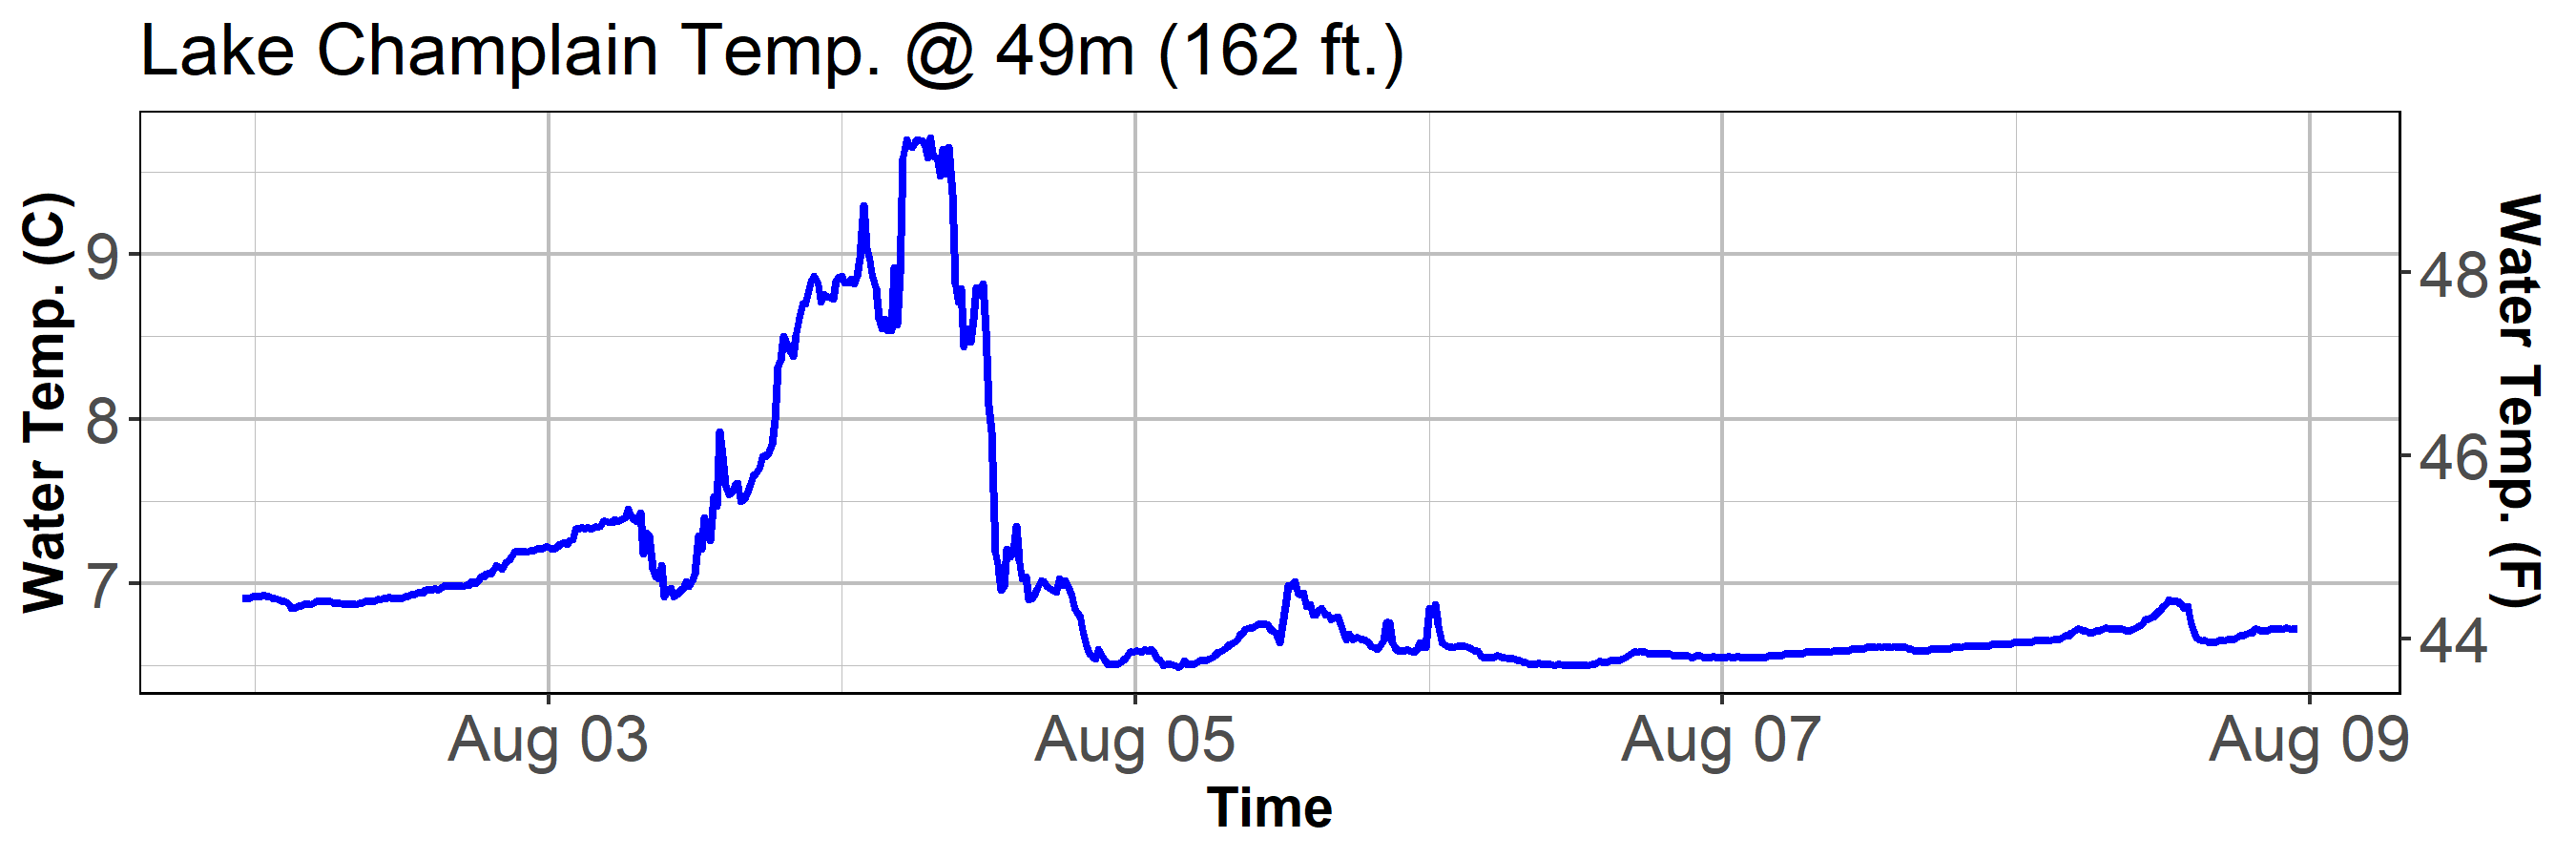 Lake Champlain Temp. @ 49m (162 ft.)
Water Temp. (C)
9
8
7
48
46
44
Water Temp. (F)
Aug 03
Aug 05
Aug 07
Aug 09
Time